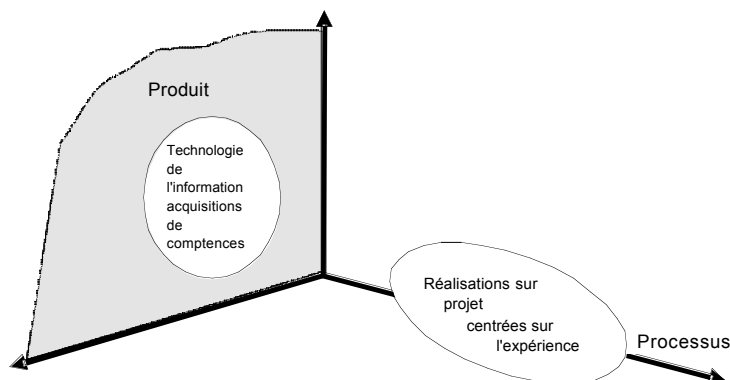 Produit
Technologie
de
l'information
acquisitions
de
comptences
Réalisations sur
projet
centrées sur
l'expérience
Processus